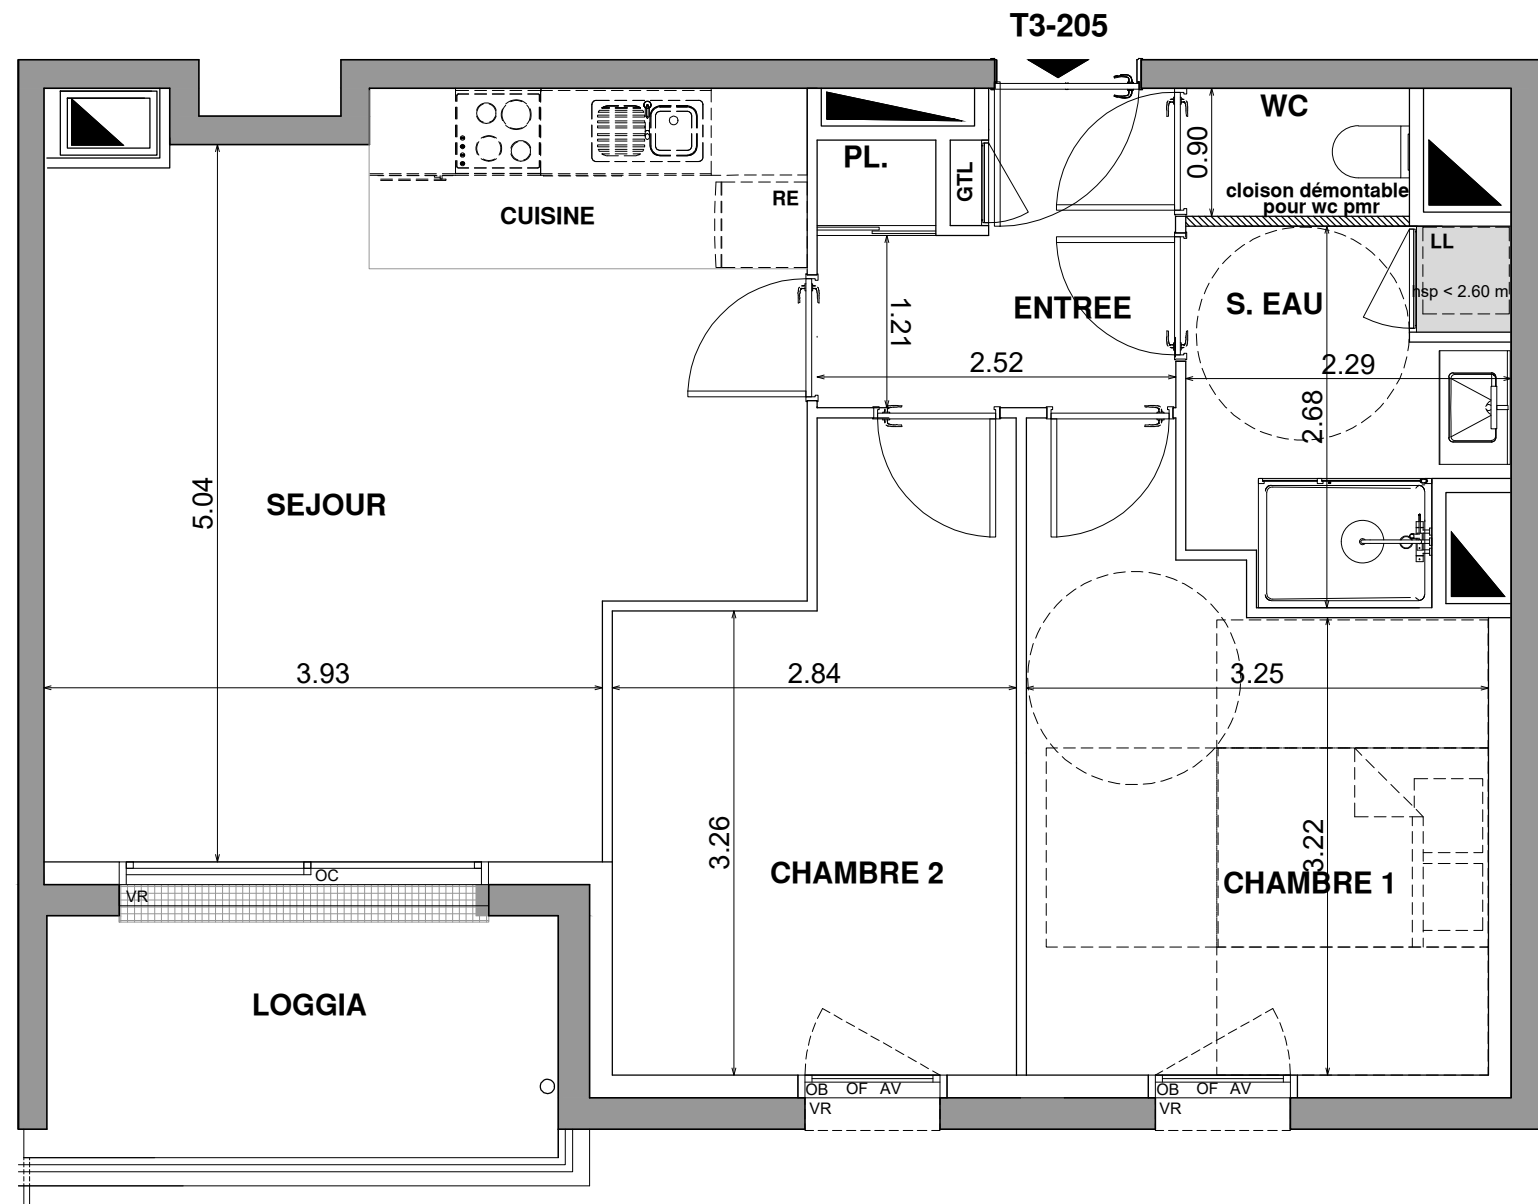 T3-205
WC
0.90
cloison démontable
pour wc pmr
PL.
GTL
RE
CUISINE
LL
hsp < 2.60 m
ENTREE
S. EAU
1.21
2.52
2.29
2.68
SEJOUR
5.04
3.93
2.84
3.25
3.26
3.22
CHAMBRE 2
CHAMBRE 1
OC
VR
LOGGIA
OB OF AV
VR
OB OF AV
VR